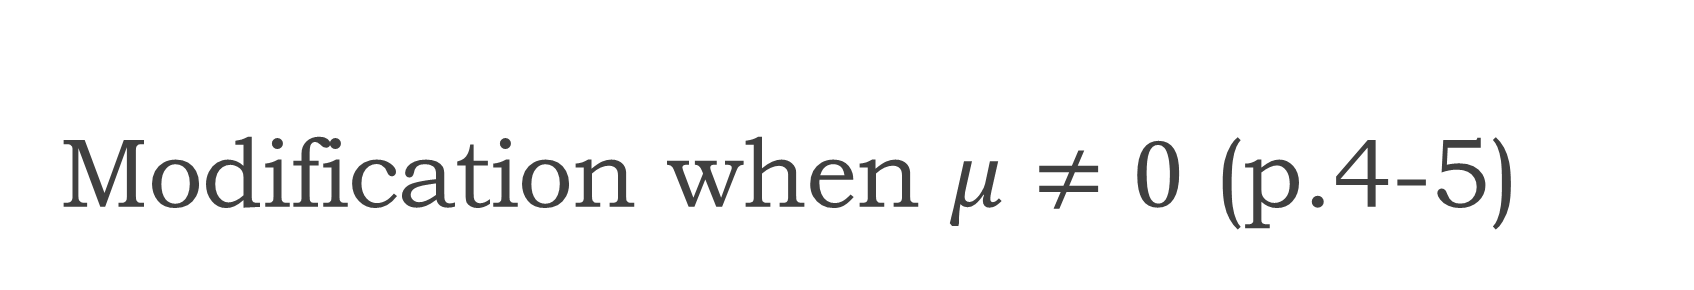 Modification when 𝜇 ≠ 0 (p.4-5)